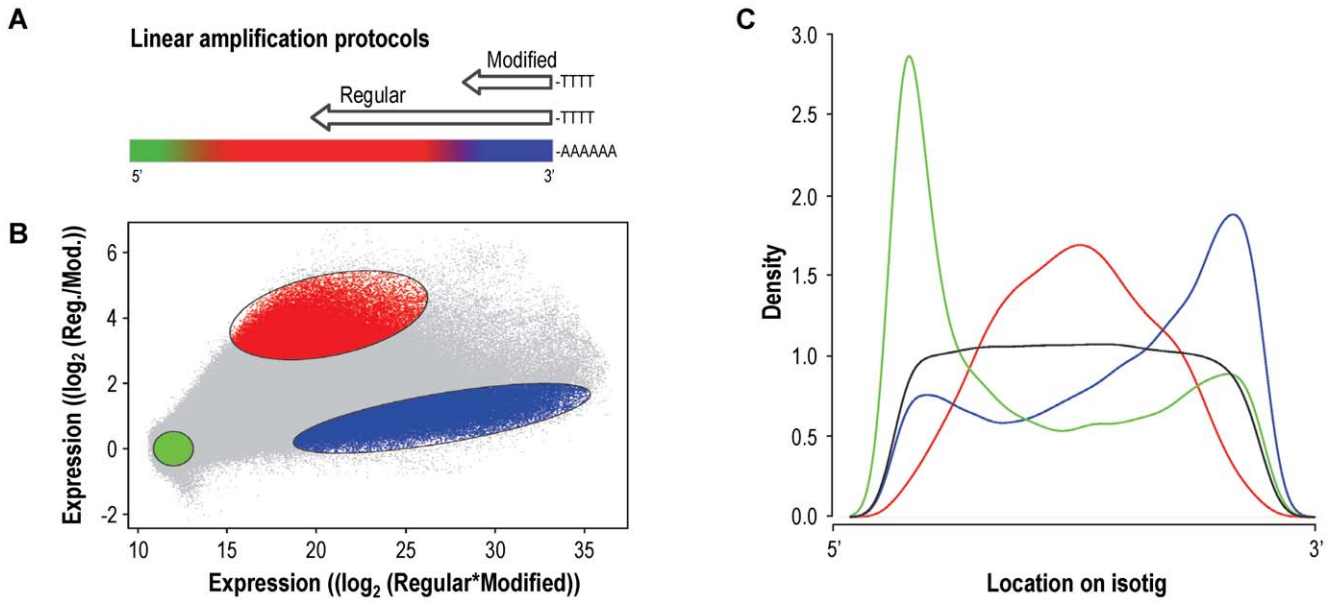 A
Linear amplification protocols
Modified
-TTTT
Regular
-TTTT
-AAAAAA
5’
3’
B
Expression ((log2 (Reg./Mod.))
6
4
2
0
-2
10
15
20
25
30
35
Expression ((log2 (Regular*Modified))
C
Density
3.0
2.5
2.0
1.5
1.0
0.5
0.0
5’
3’
Location on isotig